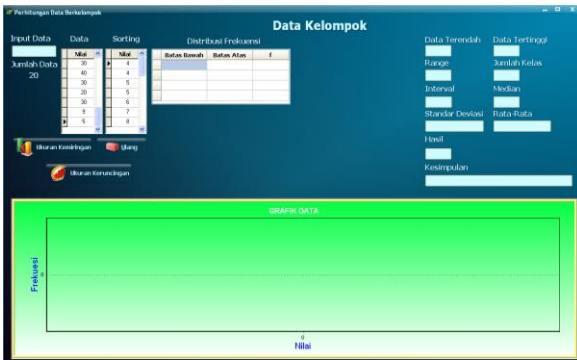 Perhitungan Data Berkelompok
Data Kelompok
Input Data
Data
Sorting
Distribusi Frekuensi
Data Terendah
Data Tertinggi
Nilai
Nilai
Batas Bawah
Batas Atas
f
Jumlah Data
20
30
40
30
20
30
9
5
4
4
5
5
6
7
8
Range
Jumlah Kelas
Interval
Median
Standar Deviasi
Rata-Rata
Ukuran Kemiringan
Ulang
Hasil
Ukuran Keruncingan
Kesimpulan
GRAFIK DATA
Frekuesi
0
0
Nilai